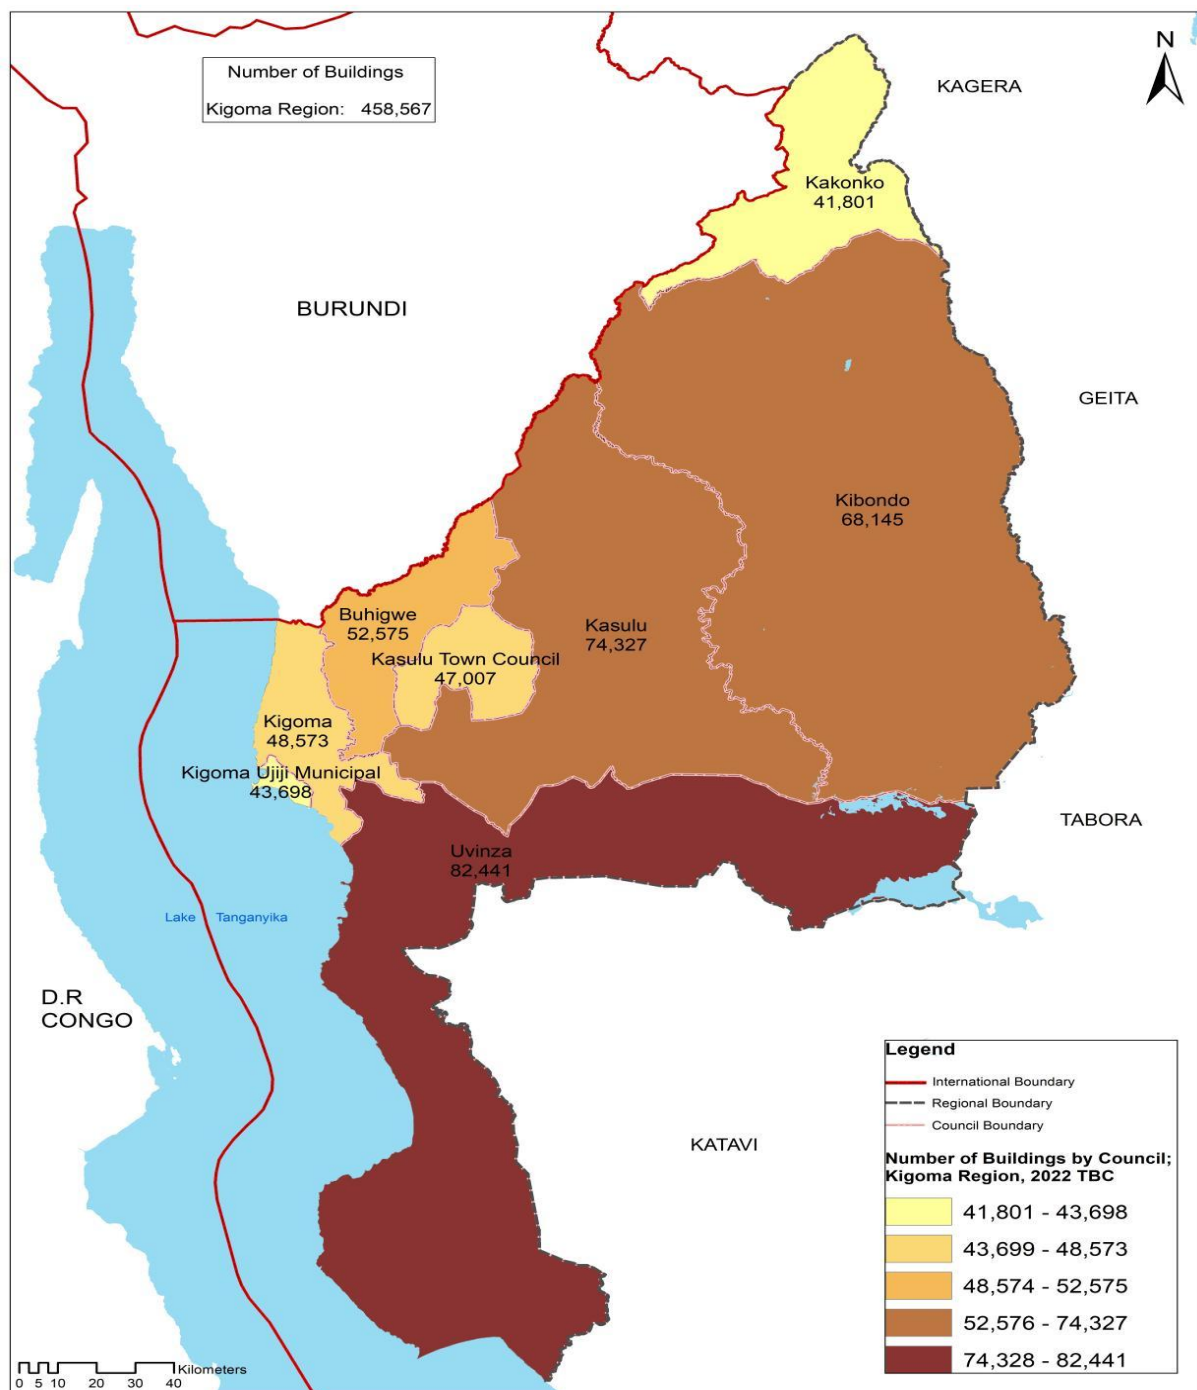 Number of Buildings
Kigoma Region: 458,567
N
KAGERA
Kakonko
41,801
BURUNDI
GEITA
Kibondo
68,145
Buhigwe
52,575
Kasulu
74,327
Kasulu Town Council
47,007
Kigoma
48,573
Kigoma Ujiji Municipal
43,698
TABORA
Uvinza
82,441
Lake Tanganyika
D.R
CONGO
KATAVI
Legend
International Boundary
Regional Boundary
Council Boundary
Number of Buildings by Council;
Kigoma Region, 2022 TBC
41,801 - 43,698
43,699 - 48,573
48,574 - 52,575
52,576 - 74,327
74,328 - 82,441
Kilometers
0 5 10 20 30 40